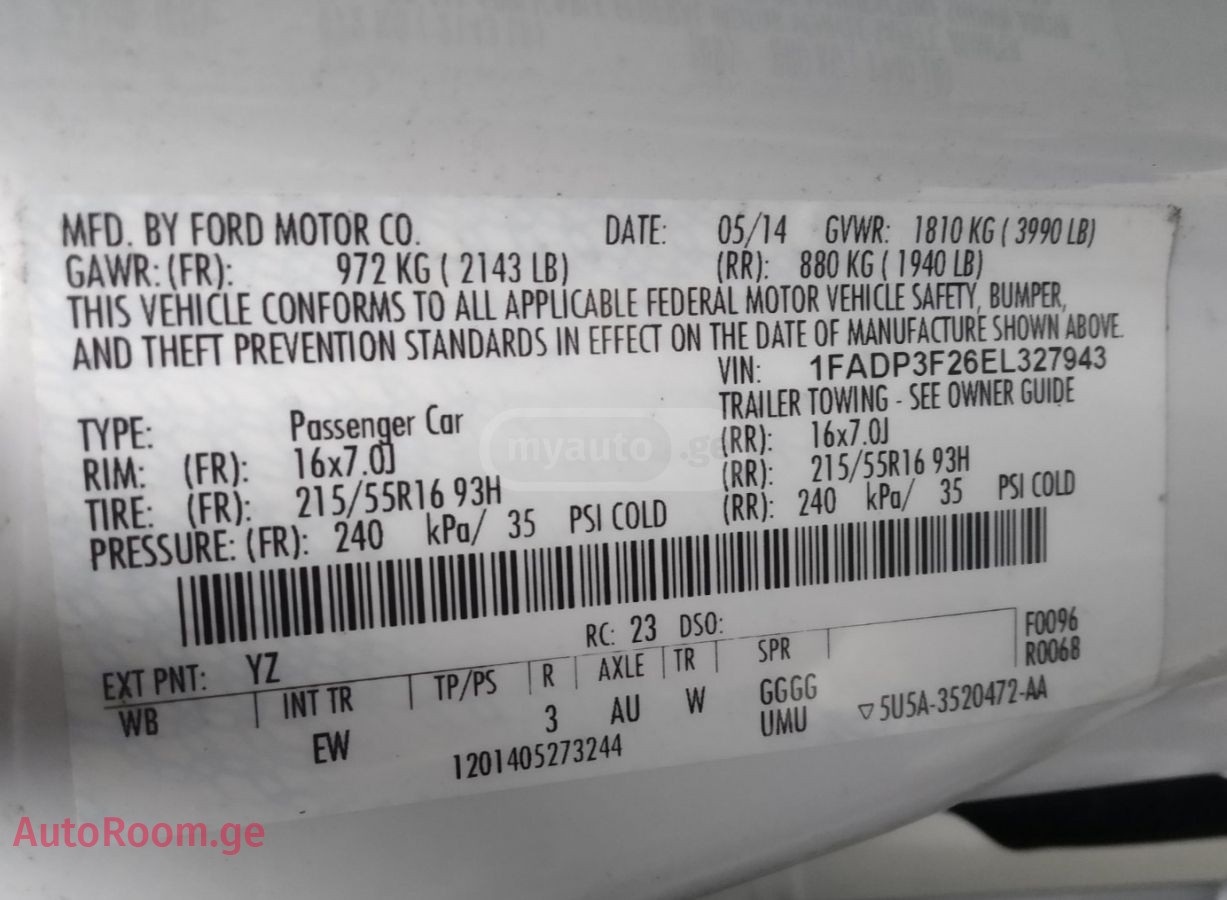 MFD. BY FORD MOTOR CO. DATE: 05/14 GVWR: 1810 KG ( 3990 LB)
GAWR: (FR): 972 KG ( 2143 LB) (RR): 880 KG ( 1940 LB)
THIS VEHICLE CONFORMS TO ALL APPLICABLE FEDERAL MOTOR VEHICLE SAFETY, BUMPER,
AND THEFT PREVENTION STANDARDS IN EFFECT ON THE DATE OF MANUFACTURE SHOWN ABOVE.
VIN: 1FADP3F26EL327943
TYPE: Passenger Car TRAILER TOWING - SEE OWNER GUIDE
RIM: (FR): 16x7.0J (RR): 16x7.0J
TIRE: (FR): 215/55R16 93H (RR): 215/55R16 93H
PRESSURE: (FR): 240 kPa/ 35 PSI COLD (RR): 240 kPa/ 35 PSI COLD
myauto.ge
RC: 23 DSO:
EXT PNT: YZ F0096
WB INT TR TP/PS R AXLE TR SPR R0068
EW 3 AU W GGGG
UMU ▽5U5A-3520472-AA
1201405273244
AutoRoom.ge